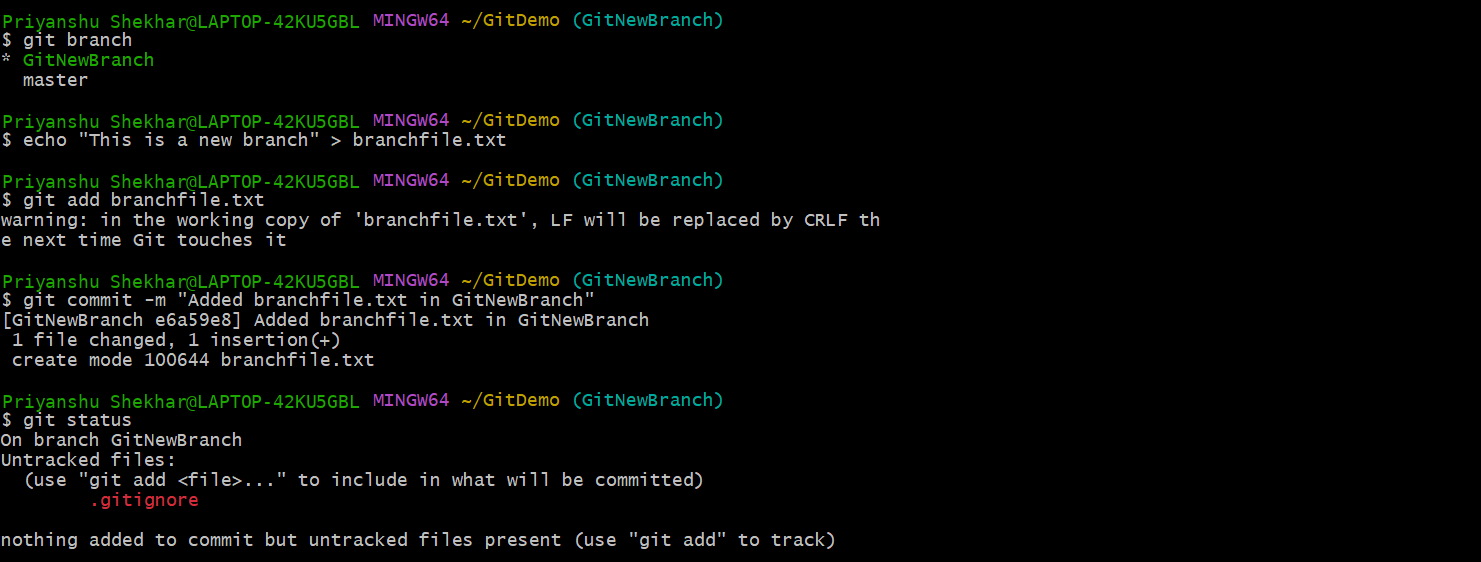 Priyanshu Shekhar@LAPTOP-42KU5GBL MINGW64 ~/GitDemo (GitNewBranch)
$ git branch
* GitNewBranch
  master

Priyanshu Shekhar@LAPTOP-42KU5GBL MINGW64 ~/GitDemo (GitNewBranch)
$ echo "This is a new branch" > branchfile.txt

Priyanshu Shekhar@LAPTOP-42KU5GBL MINGW64 ~/GitDemo (GitNewBranch)
$ git add branchfile.txt
warning: in the working copy of 'branchfile.txt', LF will be replaced by CRLF th
e next time Git touches it

Priyanshu Shekhar@LAPTOP-42KU5GBL MINGW64 ~/GitDemo (GitNewBranch)
$ git commit -m "Added branchfile.txt in GitNewBranch"
[GitNewBranch e6a59e8] Added branchfile.txt in GitNewBranch
 1 file changed, 1 insertion(+)
 create mode 100644 branchfile.txt

Priyanshu Shekhar@LAPTOP-42KU5GBL MINGW64 ~/GitDemo (GitNewBranch)
$ git status
On branch GitNewBranch
Untracked files:
  (use "git add <file>..." to include in what will be committed)
        .gitignore

nothing added to commit but untracked files present (use "git add" to track)